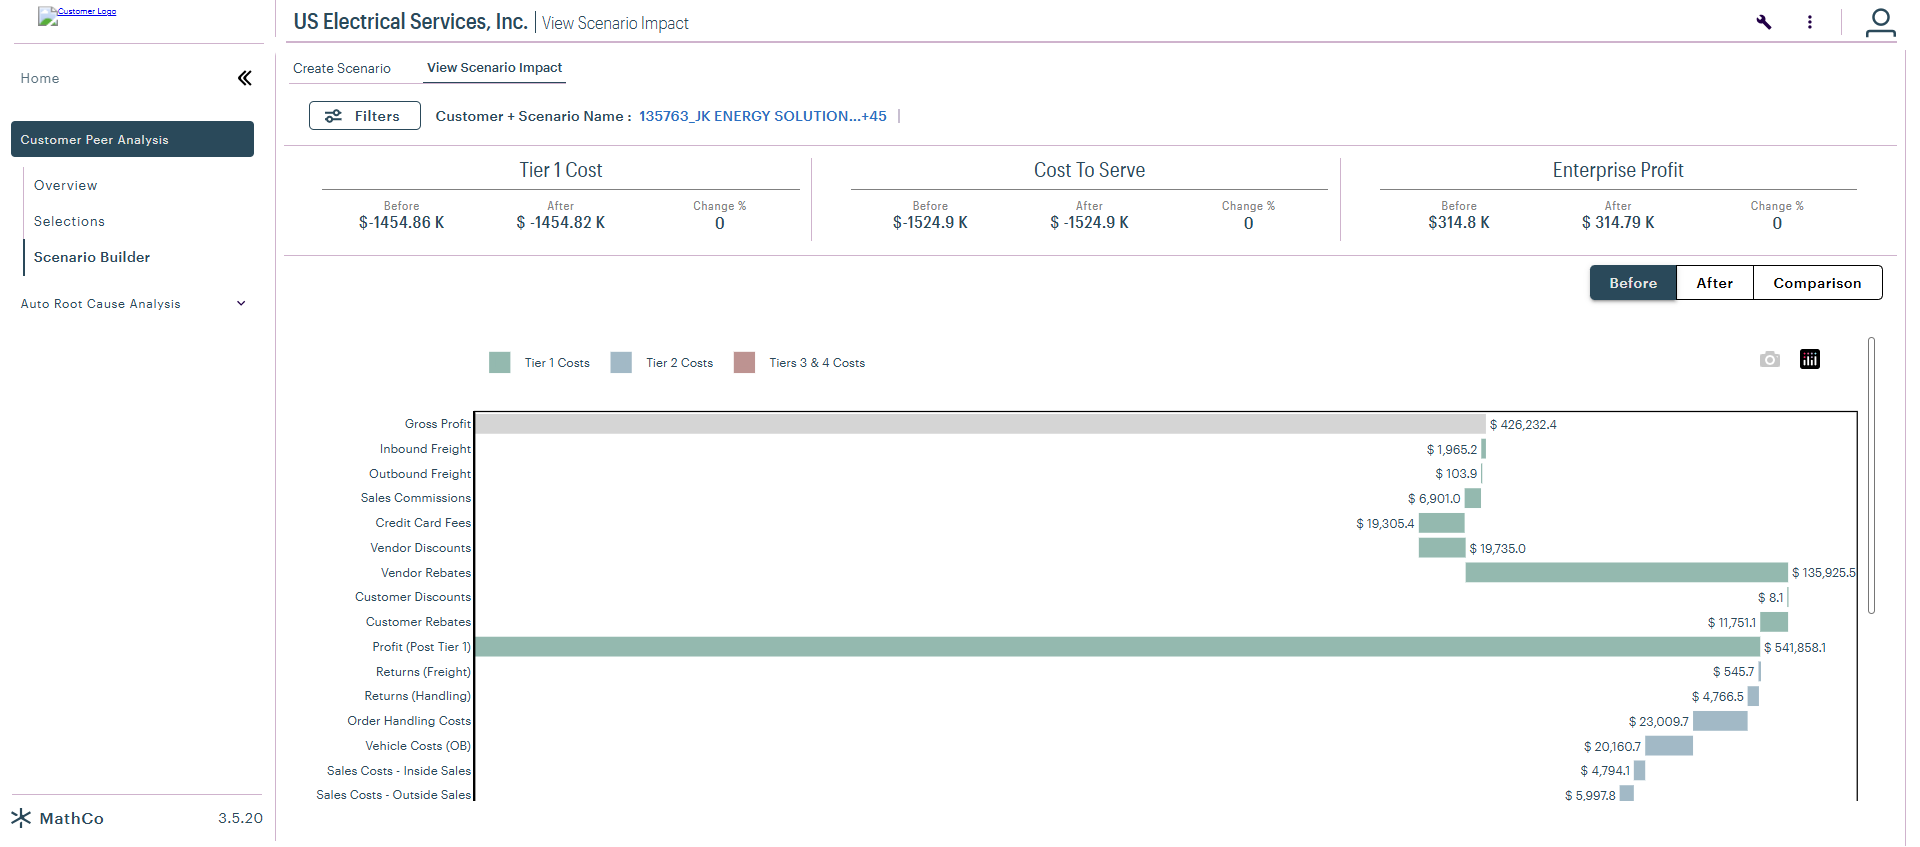 Customer Logo
US Electrical Services, Inc. | View Scenario Impact
Home
Customer Peer Analysis
Overview
Selections
Scenario Builder
Auto Root Cause Analysis
MathCo 3.5.20
Create Scenario View Scenario Impact
Filters Customer + Scenario Name : 135763_JK ENERGY SOLUTION...+45 |
Tier 1 Cost
Before After Change %
$-1454.86 K $ -1454.82 K 0
Cost To Serve
Before After Change %
$-1524.9 K $ -1524.9 K 0
Enterprise Profit
Before After Change %
$314.8 K $ 314.79 K 0
Before After Comparison
Tier 1 Costs Tier 2 Costs Tiers 3 & 4 Costs
Gross Profit $ 426,232.4
Inbound Freight $ 1,965.2
Outbound Freight $ 103.9
Sales Commissions $ 6,901.0
Credit Card Fees $ 19,305.4
Vendor Discounts $ 19,735.0
Vendor Rebates $ 135,925.5
Customer Discounts $ 8.1
Customer Rebates $ 11,751.1
Profit (Post Tier 1) $ 541,858.1
Returns (Freight) $ 545.7
Returns (Handling) $ 4,766.5
Order Handling Costs $ 23,009.7
Vehicle Costs (OB) $ 20,160.7
Sales Costs - Inside Sales $ 4,794.1
Sales Costs - Outside Sales $ 5,997.8